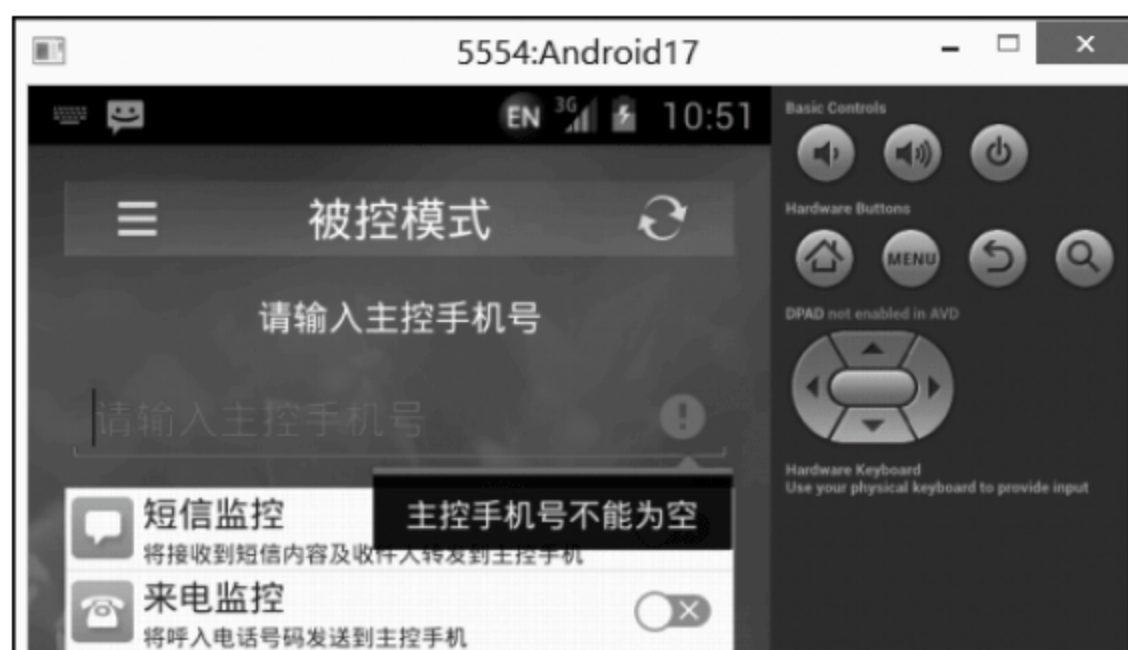 5554:Android17
EN 3G 10:51
被控模式
请输入主控手机号
请输入主控手机号
主控手机号不能为空
短信监控
将接收到短信内容及收件人转发到主控手机
来电监控
将呼入电话号码发送到主控手机
Basic Controls
Hardware Buttons
MENU
DPAD not enabled in AVD
Hardware Keyboard
Use your physical keyboard to provide input